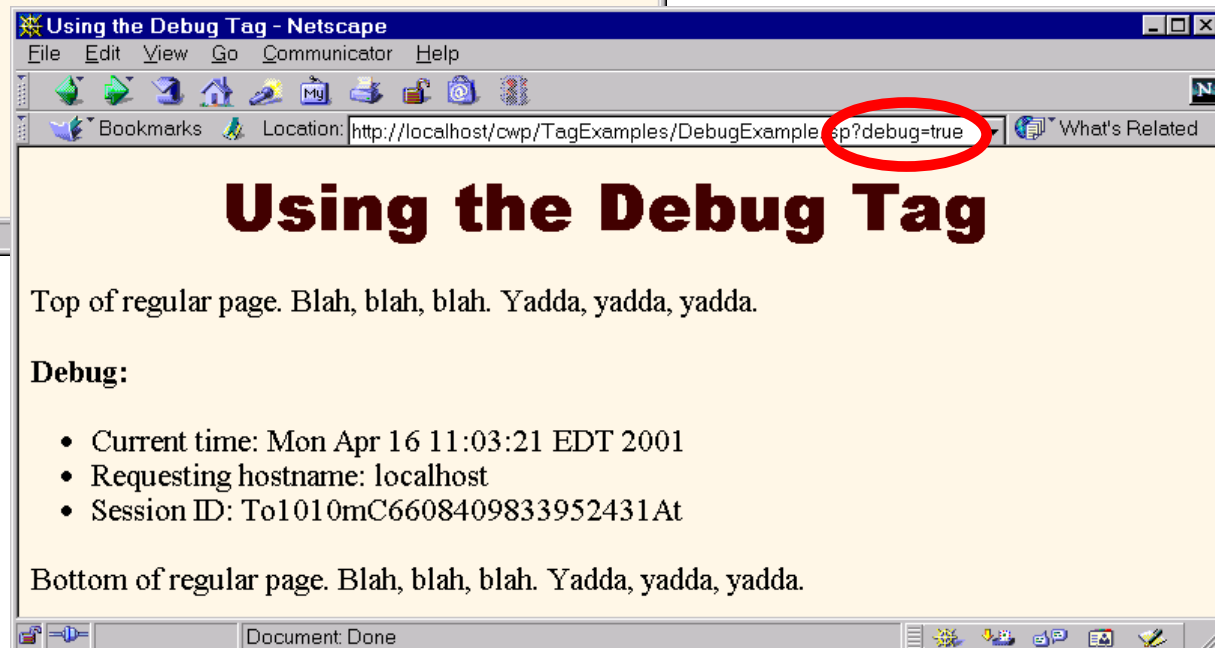 Using the Debug Tag - Netscape
File Edit View Go Communicator Help
My
N
Bookmarks Location: http://localhost/cwp/TagExamples/DebugExample.jsp?debug=true What's Related
Using the Debug Tag
Top of regular page. Blah, blah, blah. Yadda, yadda, yadda.
Debug:
• Current time: Mon Apr 16 11:03:21 EDT 2001
• Requesting hostname: localhost
• Session ID: To1010mC6608409833952431At
Bottom of regular page. Blah, blah, blah. Yadda, yadda, yadda.
Document: Done